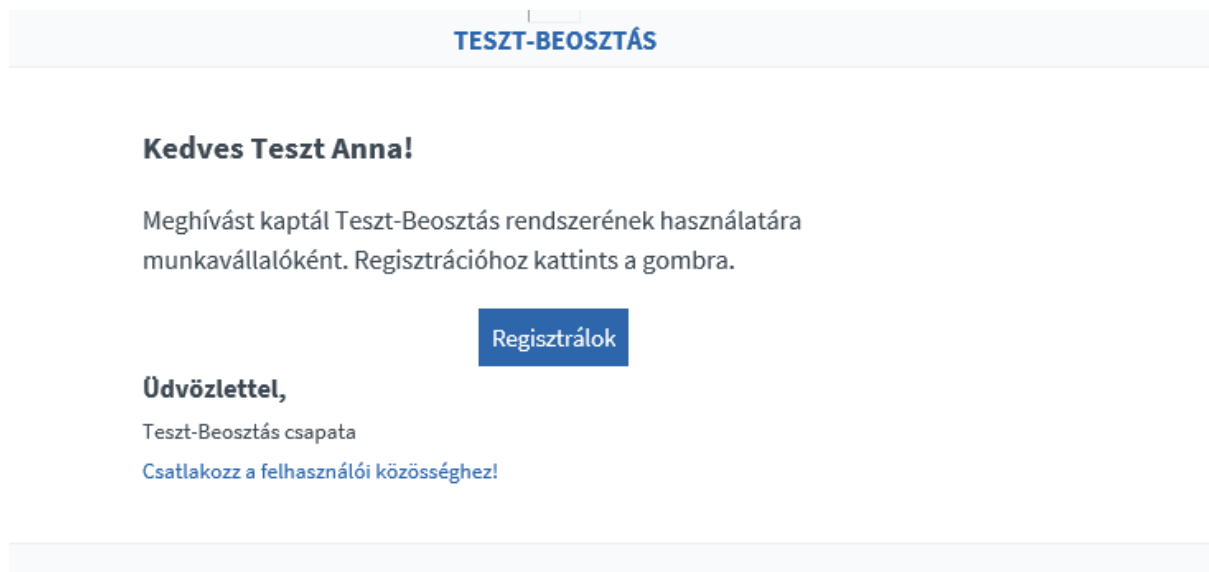 TESZT-BEOSZTÁS
Kedves Teszt Anna!
Meghívást kaptál Teszt-Beosztás rendszerének használatára
munkavállalóként. Regisztrációhoz kattints a gombra.
Regisztrálok
Üdvözlettel,
Teszt-Beosztás csapata
Csatlakozz a felhasználói közösséghez!